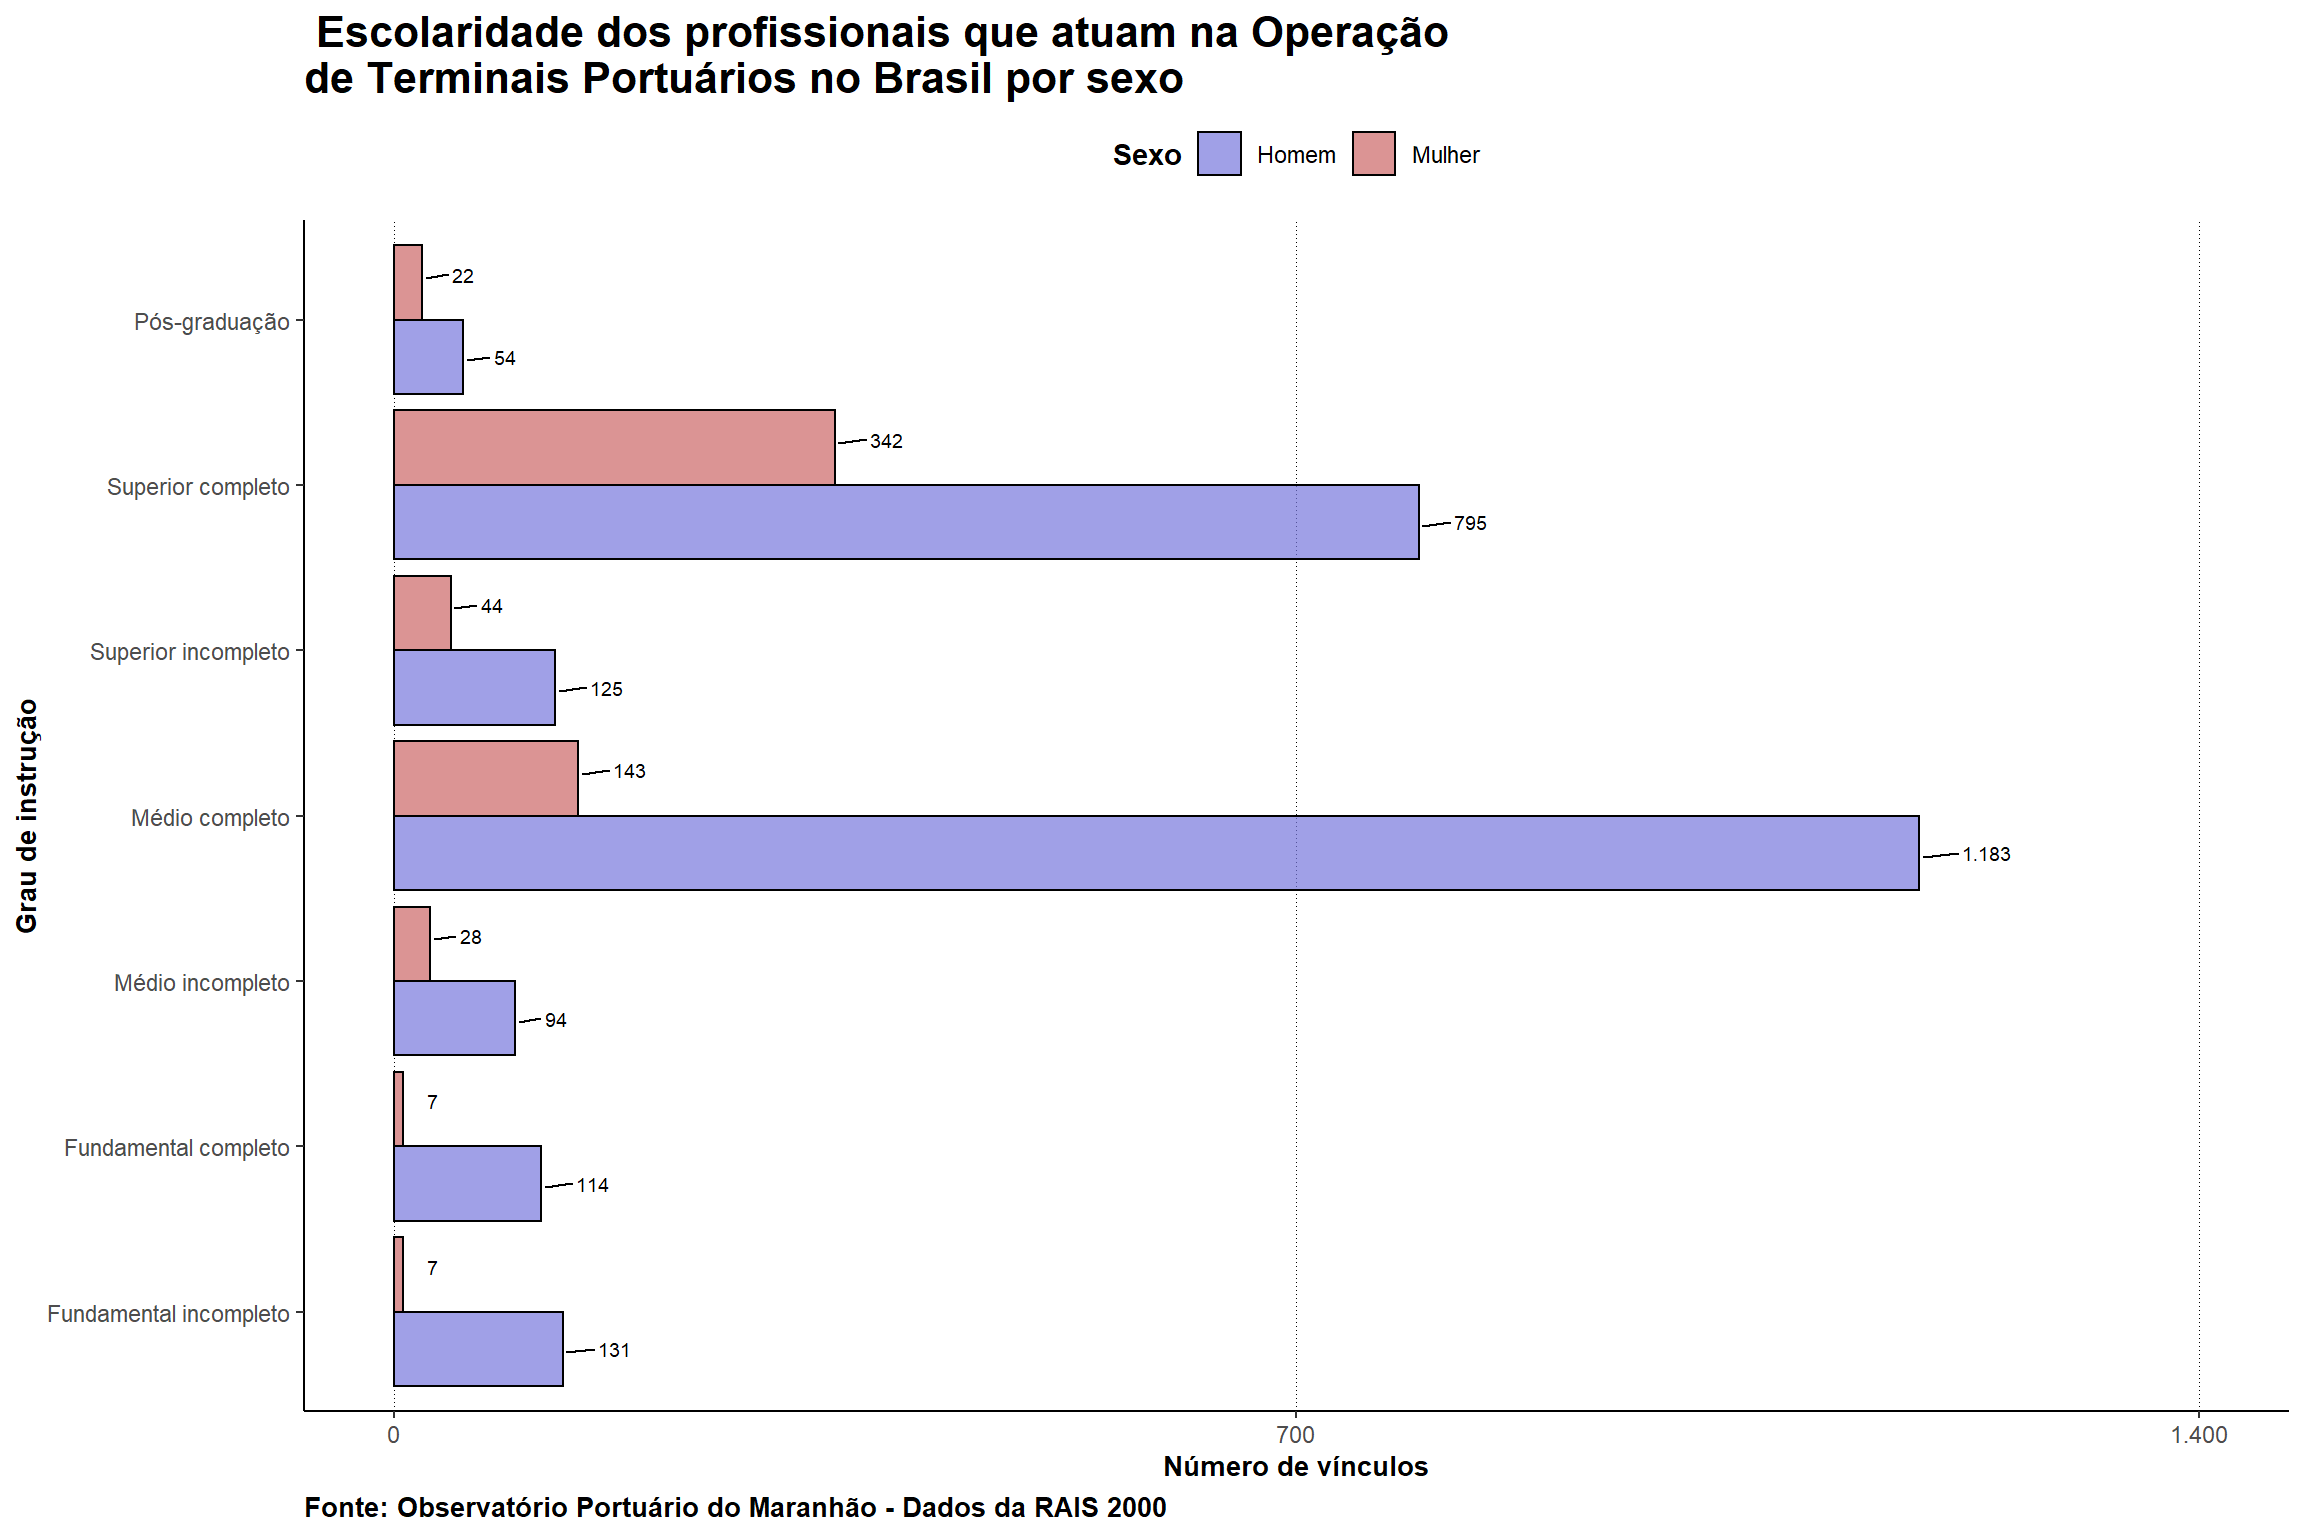 Escolaridade dos profissionais que atuam na Operação
de Terminais Portuários no Brasil por sexo
Sexo Homem Mulher
Grau de instrução
Pós-graduação
22
54
Superior completo
342
795
Superior incompleto
44
125
Médio completo
143
1.183
Médio incompleto
28
94
Fundamental completo
7
114
Fundamental incompleto
7
131
0 700 1.400
Número de vínculos
Fonte: Observatório Portuário do Maranhão - Dados da RAIS 2000